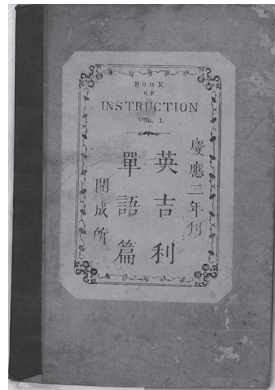 BOOK
OF
INSTRUCTION
VOL. I.
慶應三年刊
英吉利
單語篇
開成所